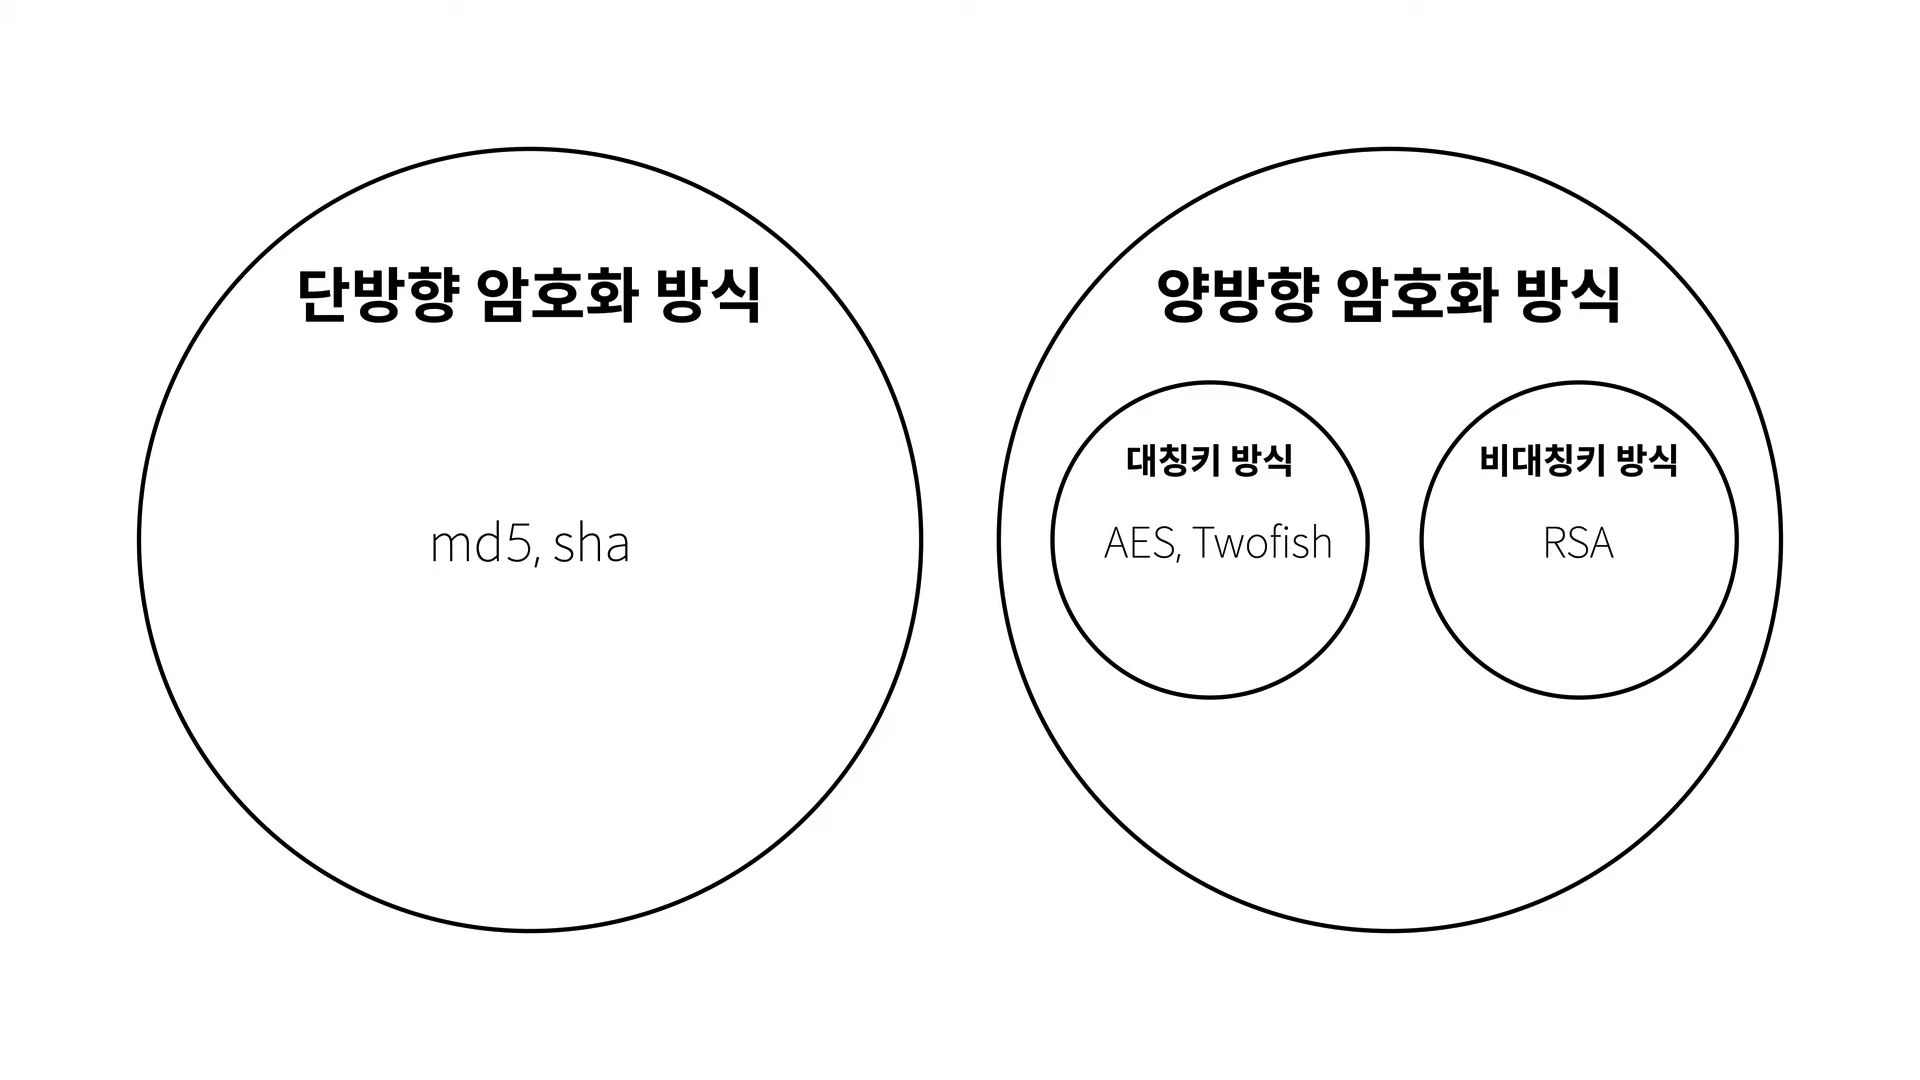 단방향 암호화 방식
md5, sha
양방향 암호화 방식
대칭키 방식
AES, Twofish
비대칭키 방식
RSA